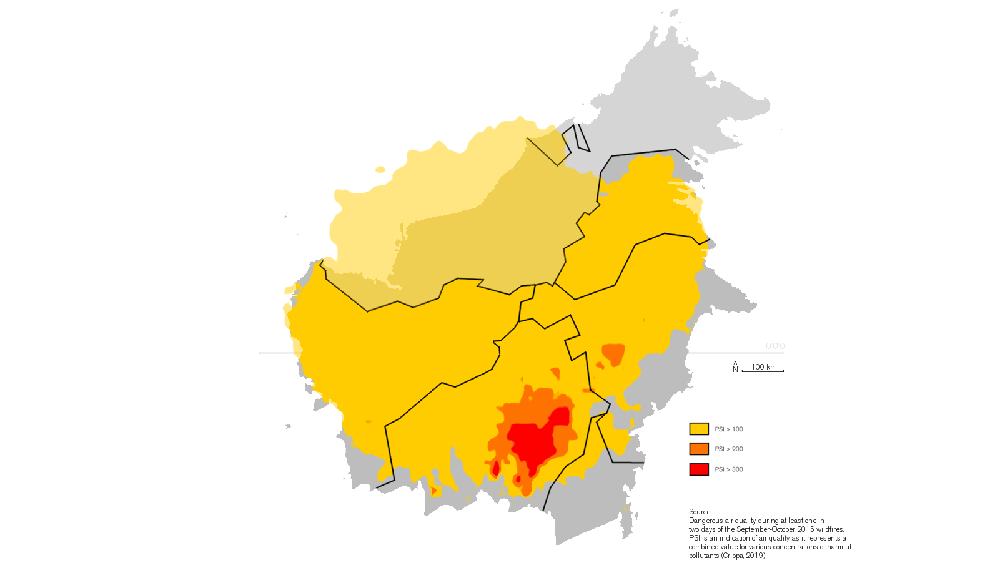 0°0'0
^
N
100 km
PSI > 100
PSI > 200
PSI > 300
Source:
Dangerous air quality during at least one in
two days of the September-October 2015 wildfires.
PSI is an indication of air quality, as it represents a
combined value for various concentrations of harmful
pollutants (Crippa, 2019).